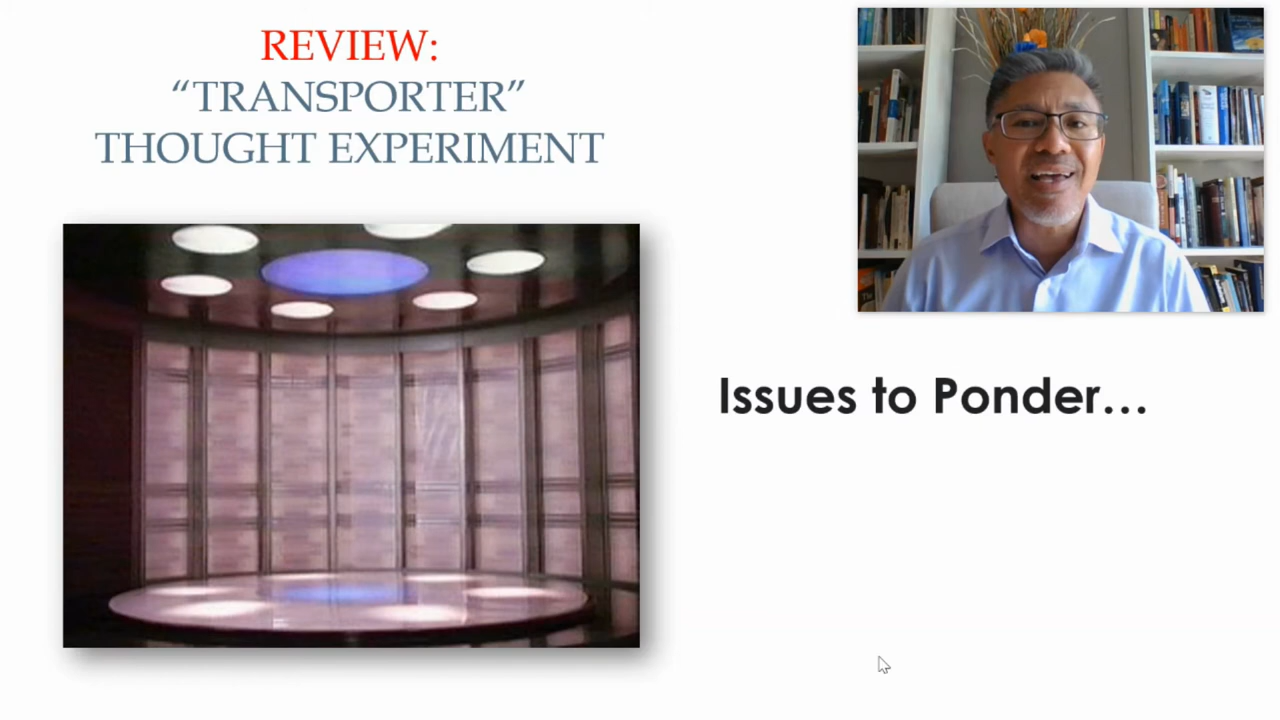 REVIEW:
“TRANSPORTER”
THOUGHT EXPERIMENT
Issues to Ponder…